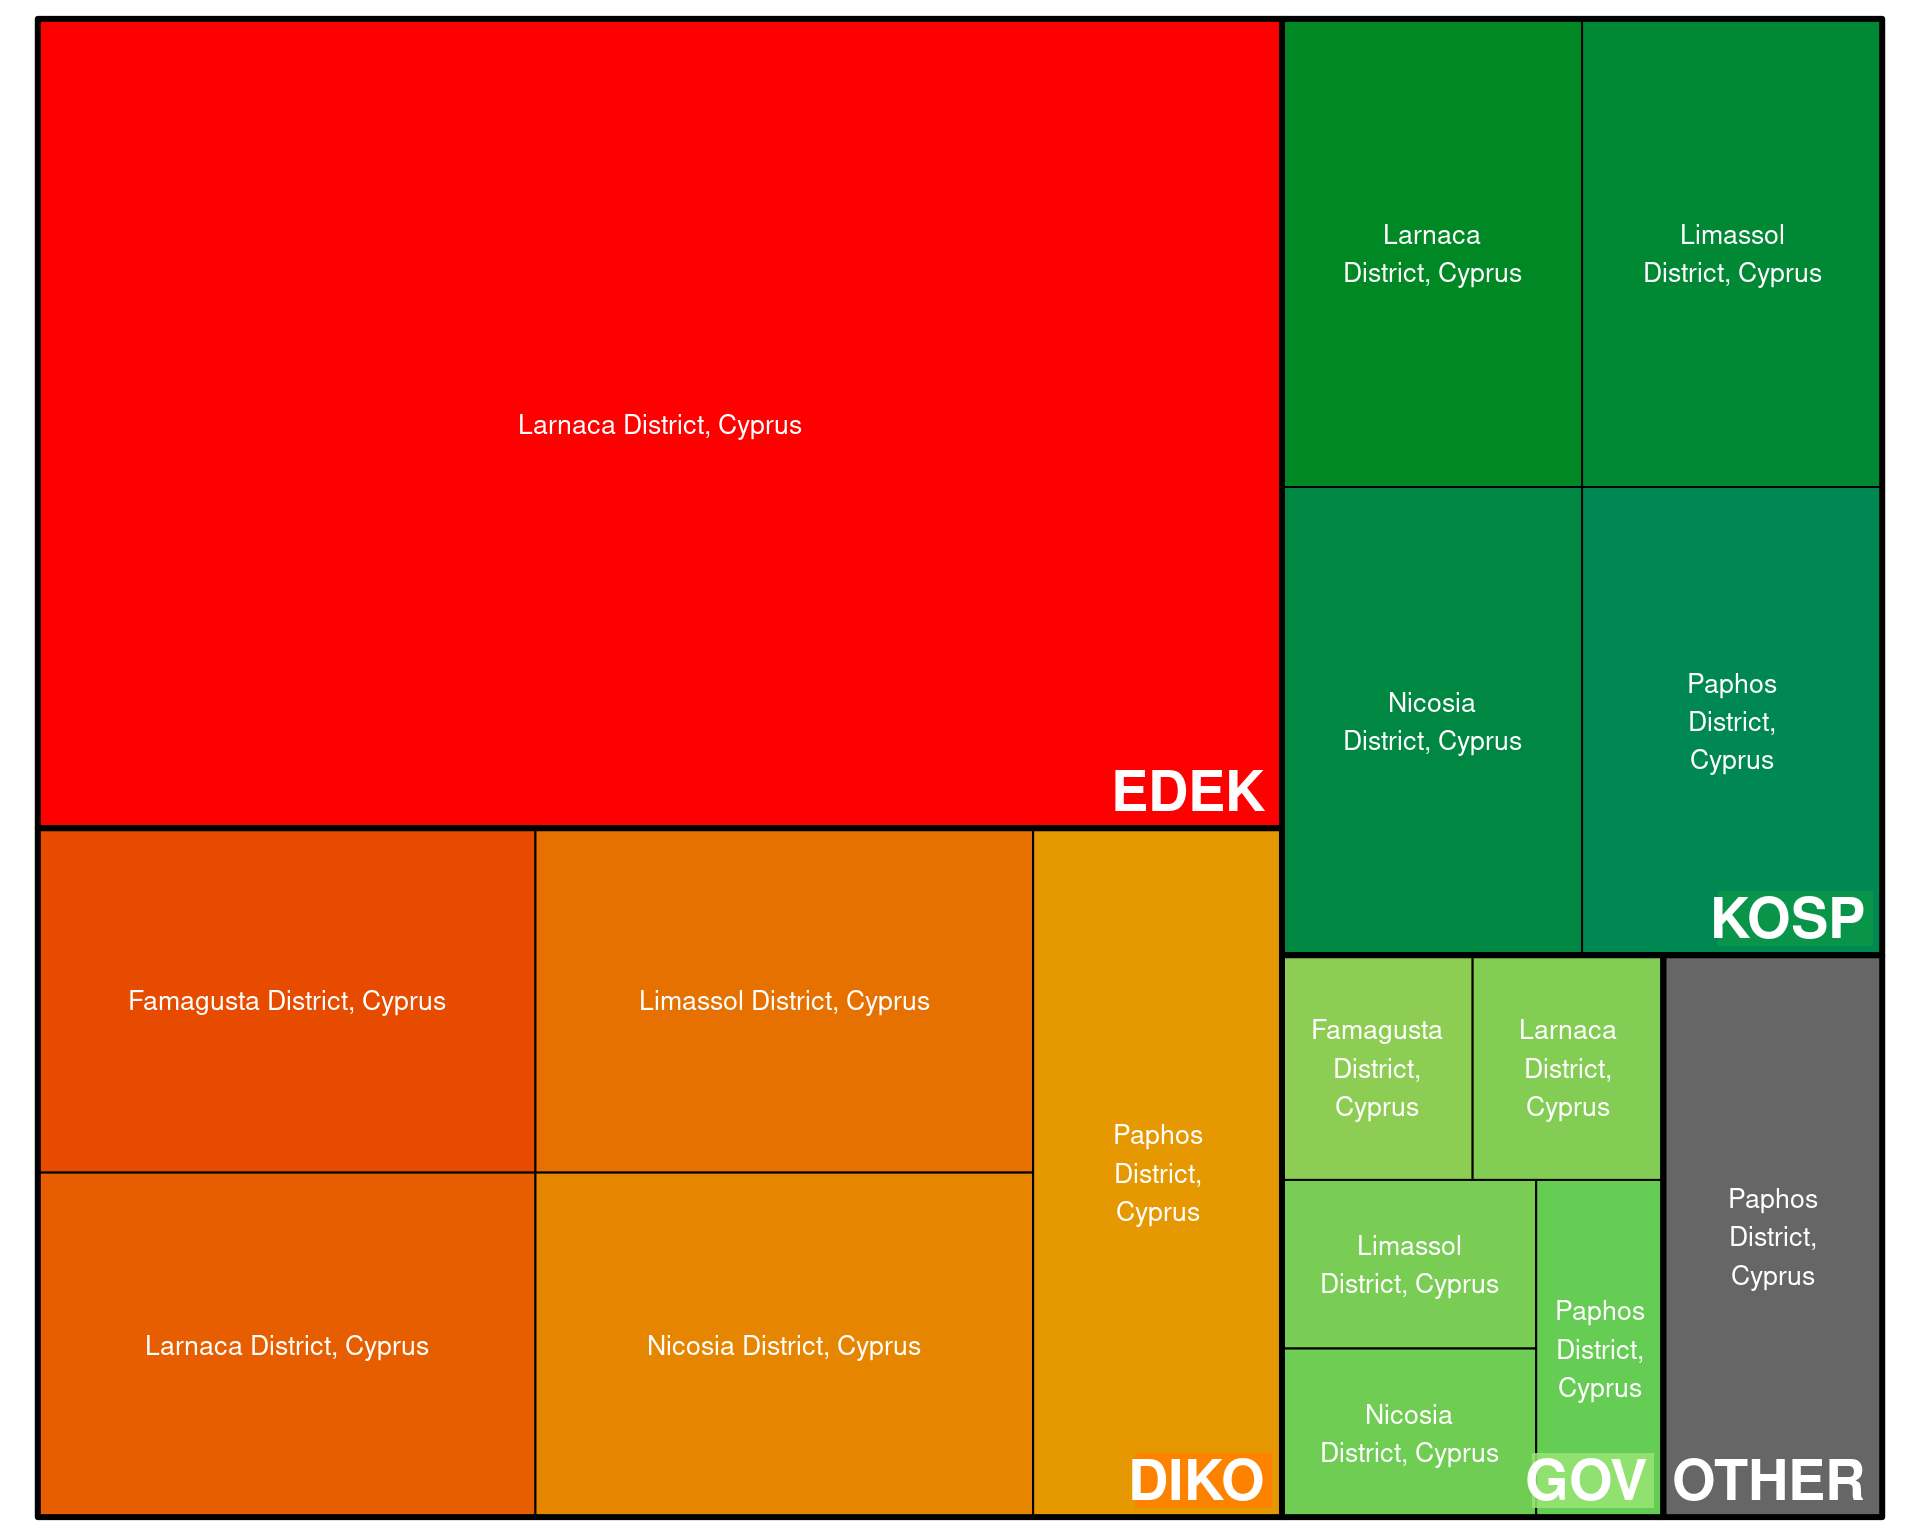 Larnaca District, Cyprus
EDEK
Larnaca
District, Cyprus
Limassol
District, Cyprus
Nicosia
District, Cyprus
Paphos
District,
Cyprus
KOSP
Famagusta District, Cyprus
Limassol District, Cyprus
Larnaca District, Cyprus
Nicosia District, Cyprus
Paphos
District,
Cyprus
DIKO
Famagusta
District,
Cyprus
Larnaca
District,
Cyprus
Limassol
District, Cyprus
Nicosia
District, Cyprus
Paphos
District,
Cyprus
GOV
Paphos
District,
Cyprus
OTHER